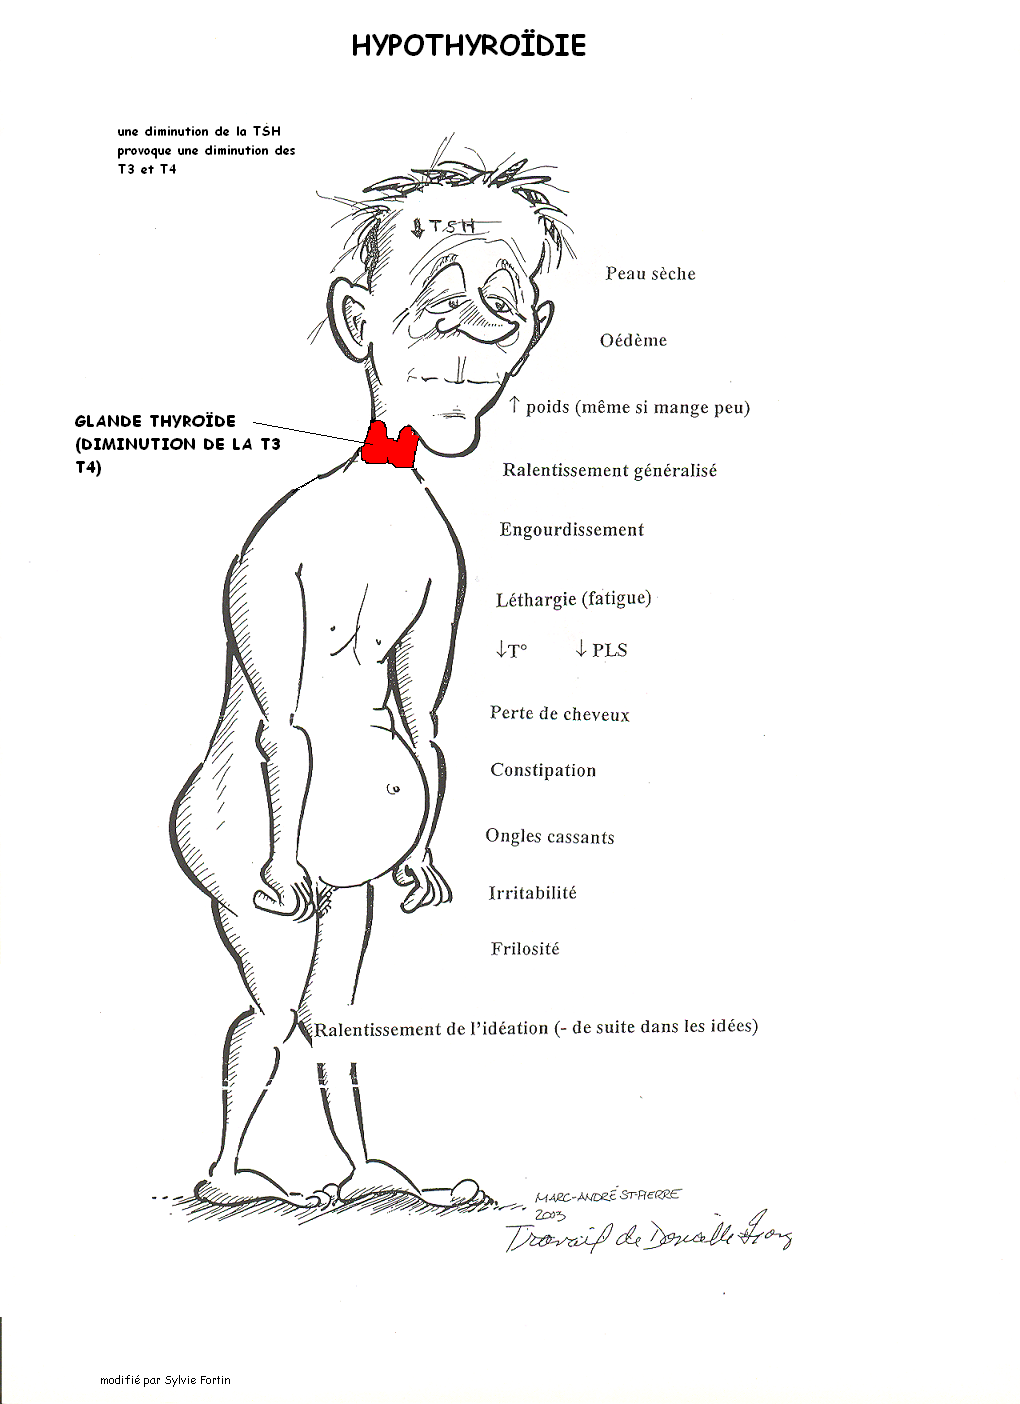 HYPOTHYROÏDIE
une diminution de la TSH
provoque une diminution des
T3 et T4
↓ TSH
Peau sèche
Oédème
↑ poids (même si mange peu)
GLANDE THYROÏDE
(DIMINUTION DE LA T3
T4)
Ralentissement généralisé
Engourdissement
Léthargie (fatigue)
↓T° ↓ PLS
Perte de cheveux
Constipation
Ongles cassants
Irritabilité
Frilosité
Ralentissement de l'idéation (- de suite dans les idées)
MARC-ANDRÉ ST-PIERRE
2003
Travail de
modifié par Sylvie Fortin